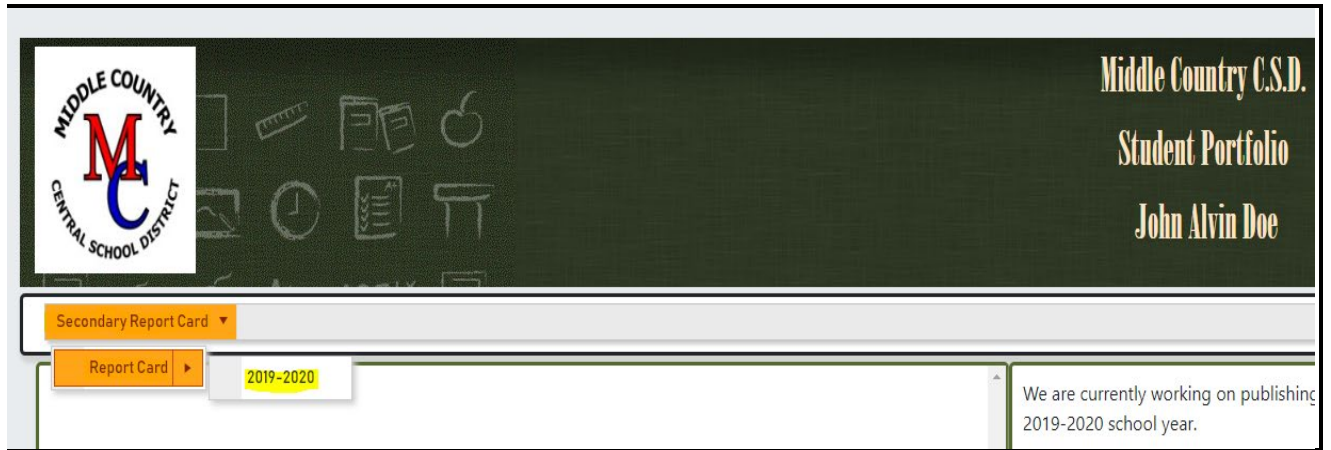 MIDDLE COUNTRY
MC
CENTRAL SCHOOL DISTRICT
A+
Middle Country C.S.D.
Student Portfolio
John Alvin Doe
Secondary Report Card
Report Card
2019-2020
We are currently working on publishing
2019-2020 school year.